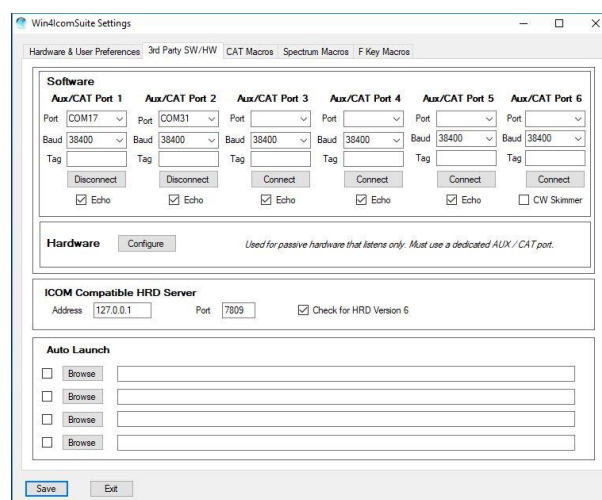 Win4IcomSuite Settings
Hardware & User Preferences 3rd Party SW/HW CAT Macros Spectrum Macros F Key Macros
Software
Aux/CAT Port 1 Aux/CAT Port 2 Aux/CAT Port 3 Aux/CAT Port 4 Aux/CAT Port 5 Aux/CAT Port 6
Port COM17 Port COM31 Port Port Port Port
Baud 38400 Baud 38400 Baud 38400 Baud 38400 Baud 38400 Baud 38400
Tag Tag Tag Tag Tag Tag
Disconnect Disconnect Connect Connect Connect Connect
Echo Echo Echo Echo Echo CW Skimmer
Hardware Configure Used for passive hardware that listens only. Must use a dedicated AUX / CAT port.
ICOM Compatible HRD Server
Address 127.0.0.1 Port 7809 Check for HRD Version 6
Auto Launch
Browse
Browse
Browse
Browse
Save Exit